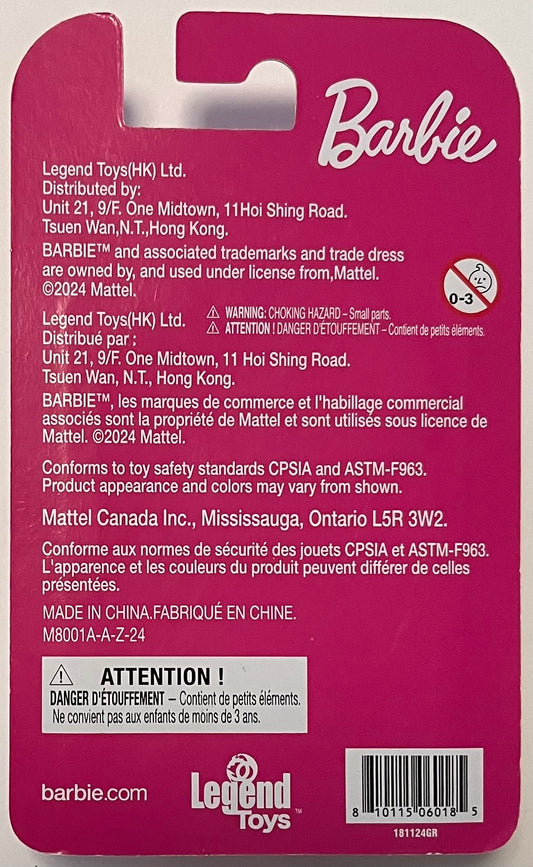 Barbie
Legend Toys(HK) Ltd.
Distributed by:
Unit 21, 9/F. One Midtown, 11Hoi Shing Road.
Tsuen Wan,N.T.,Hong Kong.
BARBIE™ and associated trademarks and trade dress
are owned by, and used under license from,Mattel.
©2024 Mattel.
0-3
⚠ WARNING: CHOKING HAZARD – Small parts.
⚠ ATTENTION ! DANGER D'ÉTOUFFEMENT – Contient de petits éléments.
Legend Toys(HK) Ltd.
Distribué par :
Unit 21, 9/F. One Midtown, 11 Hoi Shing Road.
Tsuen Wan, N.T., Hong Kong.
BARBIE™, les marques de commerce et l'habillage commercial
associés sont la propriété de Mattel et sont utilisés sous licence de
Mattel. ©2024 Mattel.
Conforms to toy safety standards CPSIA and ASTM-F963.
Product appearance and colors may vary from shown.
Mattel Canada Inc., Mississauga, Ontario L5R 3W2.
Conforme aux normes de sécurité des jouets CPSIA et ASTM-F963.
L'apparence et les couleurs du produit peuvent différer de celles
présentées.
MADE IN CHINA.FABRIQUÉ EN CHINE.
M8001A-A-Z-24
⚠ ATTENTION !
DANGER D'ÉTOUFFEMENT – Contient de petits éléments.
Ne convient pas aux enfants de moins de 3 ans.
barbie.com
Legend
Toys™
8 10115 06018 5
181124GR